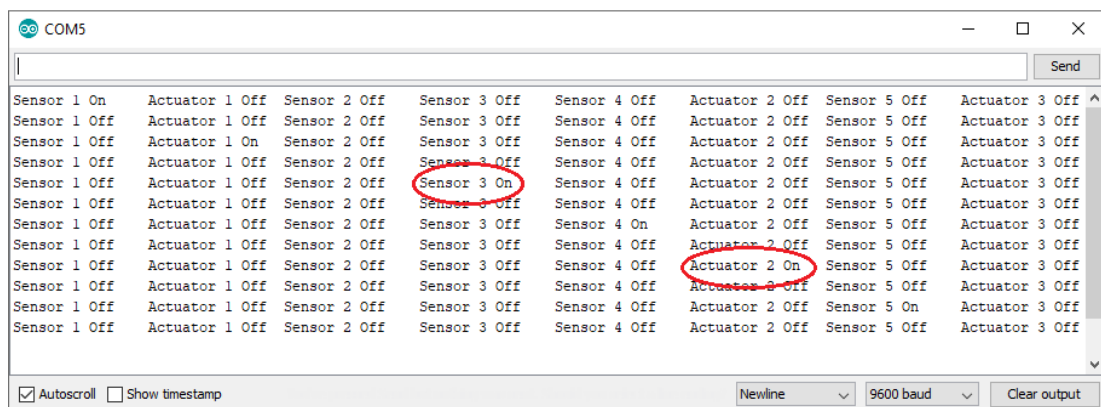 COM5
Send
Sensor 1 On Actuator 1 Off Sensor 2 Off Sensor 3 Off Sensor 4 Off Actuator 2 Off Sensor 5 Off Actuator 3 Off
Sensor 1 Off Actuator 1 Off Sensor 2 Off Sensor 3 Off Sensor 4 Off Actuator 2 Off Sensor 5 Off Actuator 3 Off
Sensor 1 Off Actuator 1 On Sensor 2 Off Sensor 3 Off Sensor 4 Off Actuator 2 Off Sensor 5 Off Actuator 3 Off
Sensor 1 Off Actuator 1 Off Sensor 2 Off Sensor 3 Off Sensor 4 Off Actuator 2 Off Sensor 5 Off Actuator 3 Off
Sensor 1 Off Actuator 1 Off Sensor 2 Off Sensor 3 On Sensor 4 Off Actuator 2 Off Sensor 5 Off Actuator 3 Off
Sensor 1 Off Actuator 1 Off Sensor 2 Off Sensor 3 Off Sensor 4 Off Actuator 2 Off Sensor 5 Off Actuator 3 Off
Sensor 1 Off Actuator 1 Off Sensor 2 Off Sensor 3 Off Sensor 4 On Actuator 2 Off Sensor 5 Off Actuator 3 Off
Sensor 1 Off Actuator 1 Off Sensor 2 Off Sensor 3 Off Sensor 4 Off Actuator 2 Off Sensor 5 Off Actuator 3 Off
Sensor 1 Off Actuator 1 Off Sensor 2 Off Sensor 3 Off Sensor 4 Off Actuator 2 On Sensor 5 Off Actuator 3 Off
Sensor 1 Off Actuator 1 Off Sensor 2 Off Sensor 3 Off Sensor 4 Off Actuator 2 Off Sensor 5 Off Actuator 3 Off
Sensor 1 Off Actuator 1 Off Sensor 2 Off Sensor 3 Off Sensor 4 Off Actuator 2 Off Sensor 5 On Actuator 3 Off
Sensor 1 Off Actuator 1 Off Sensor 2 Off Sensor 3 Off Sensor 4 Off Actuator 2 Off Sensor 5 Off Actuator 3 Off
Autoscroll Show timestamp Newline 9600 baud Clear output